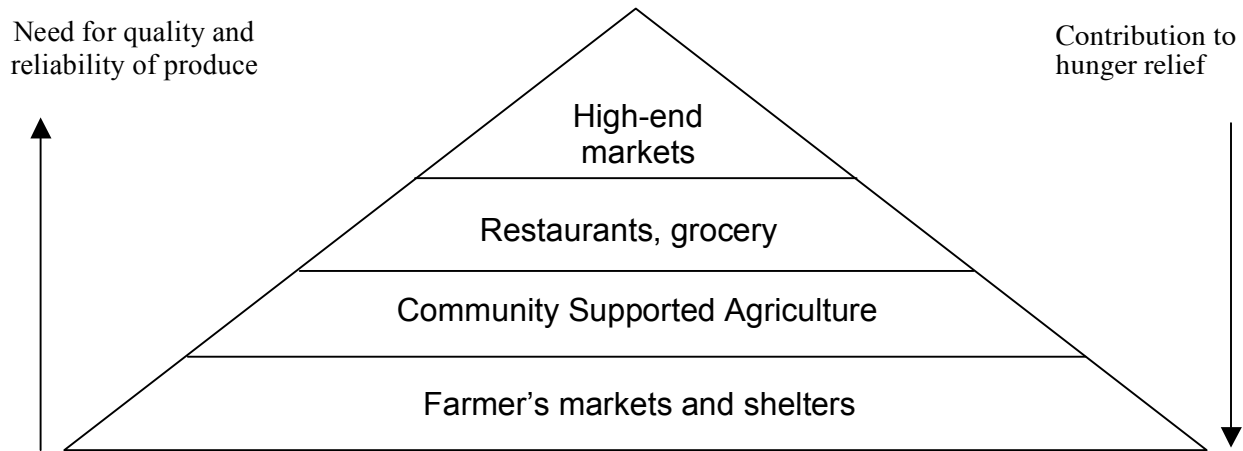 Need for quality and
reliability of produce
Contribution to
hunger relief
High-end
markets
Restaurants, grocery
Community Supported Agriculture
Farmer’s markets and shelters